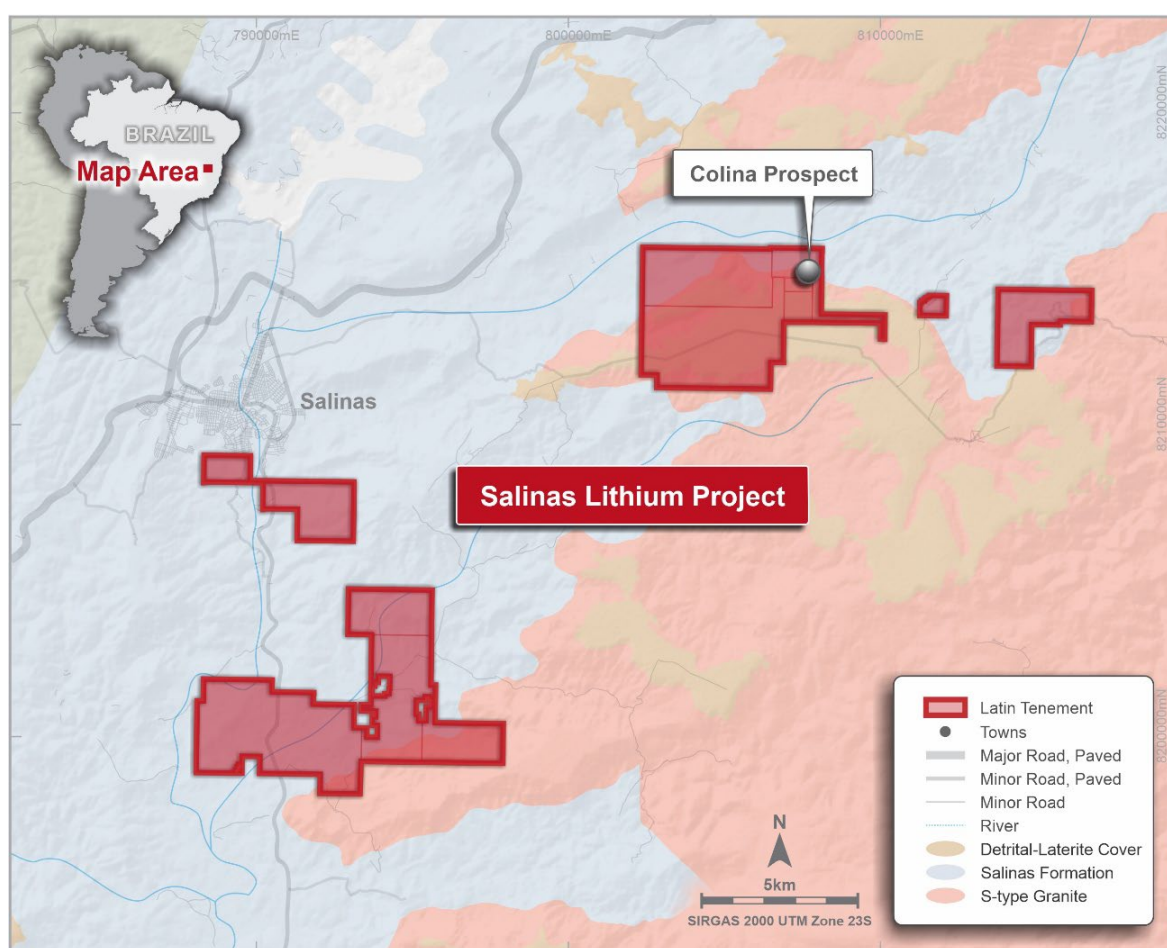 790000mE
800000mE
810000mE
8220000mN
BRAZIL
Map Area
Colina Prospect
Salinas
8210000mN
Salinas Lithium Project
8200000mN
Latin Tenement
Towns
Major Road, Paved
Minor Road, Paved
Minor Road
River
Detrital-Laterite Cover
Salinas Formation
S-type Granite
N
5km
SIRGAS 2000 UTM Zone 23S